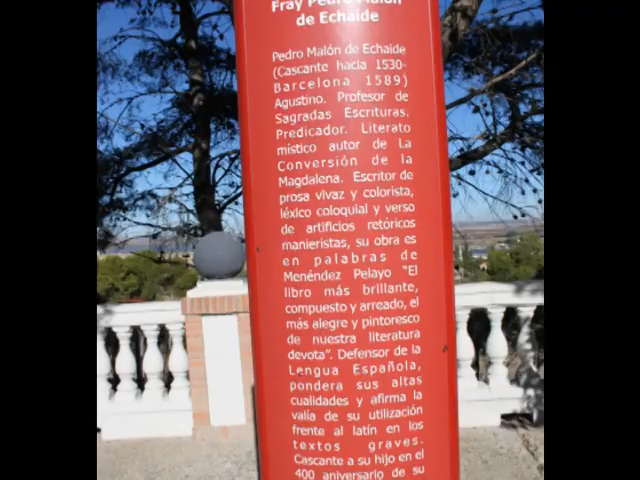 Fray Pedro Malón
de Echaide
Pedro Malón de Echaide
(Cascante hacia 1530-
Barcelona 1589)
Agustino. Profesor de
Sagradas Escrituras.
Predicador. Literato
místico autor de La
Conversión de la
Magdalena. Escritor de
prosa vivaz y colorista,
léxico coloquial y verso
de artificios retóricos
manieristas, su obra es
en palabras de
Menéndez Pelayo “El
libro más brillante,
compuesto y arreado, el
más alegre y pintoresco
de nuestra literatura
devota”. Defensor de la
Lengua Española,
pondera sus altas
cualidades y afirma la
valía de su utilización
frente al latín en los
textos graves.
Cascante a su hijo en el
400 aniversario de su